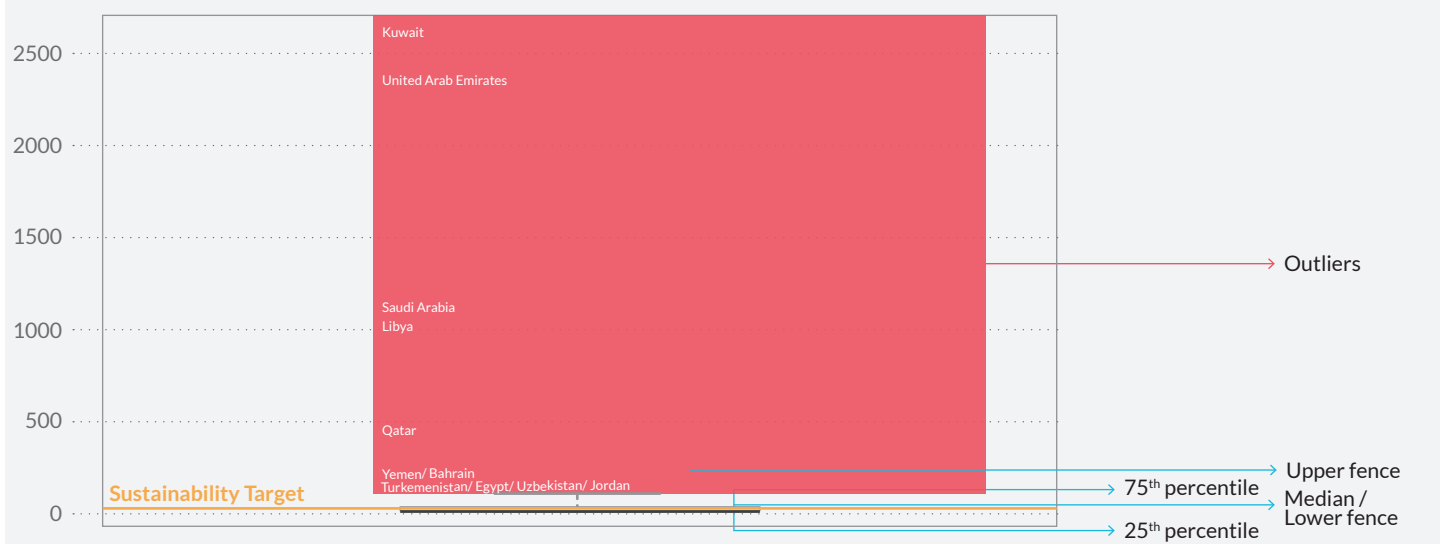 Kuwait
2500
United Arab Emirates
2000
1500
Outliers
Saudi Arabia
Libya
1000
500
Qatar
Yemen/ Bahrain
Upper fence
Turkemenistan/ Egypt/ Uzbekistan/ Jordan
75th percentile
Sustainability Target
Median /
Lower fence
0
25th percentile